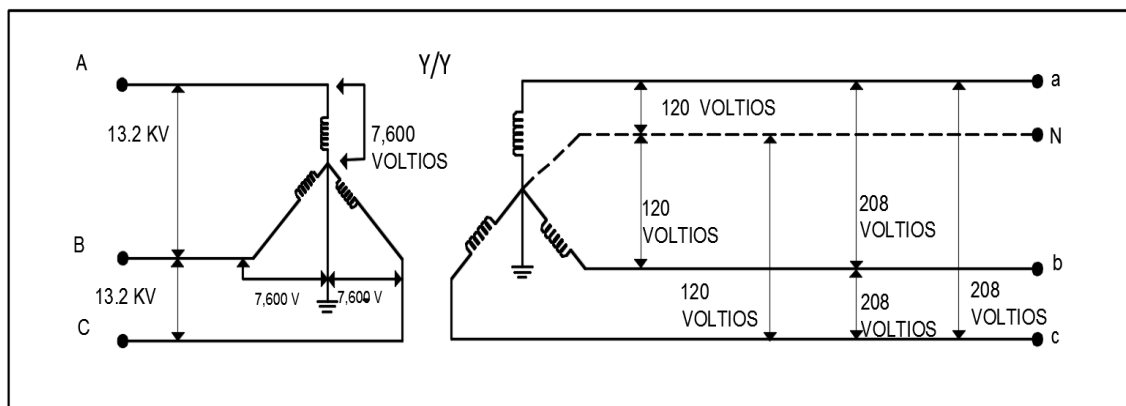 Y/Y
A
13.2 KV
7,600
VOLTIOS
B
7,600 V
7,600 V
13.2 KV
C
a
120 VOLTIOS
N
120
VOLTIOS
208
VOLTIOS
b
120
VOLTIOS
208
VOLTIOS
208
VOLTIOS
c